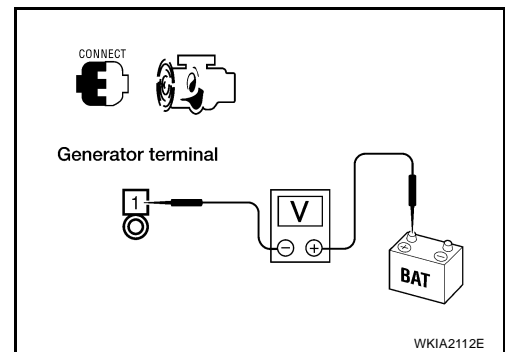 CONNECT
Generator terminal
1
V
− +
+ −
BAT
WKIA2112E